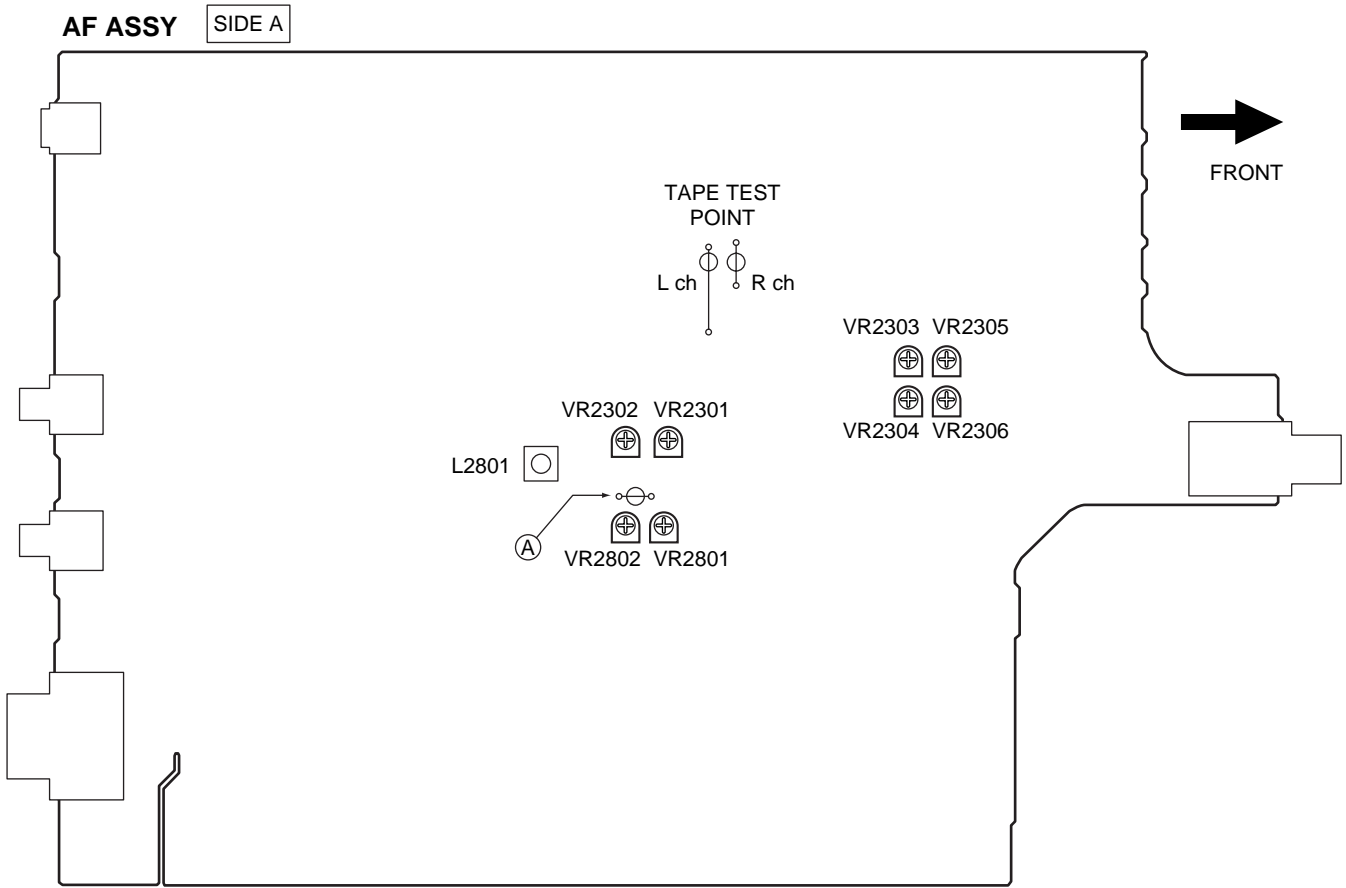 AF ASSY SIDE A
FRONT
TAPE TEST
POINT
L ch R ch
VR2303 VR2305
VR2304 VR2306
VR2302 VR2301
L2801
A
VR2802 VR2801